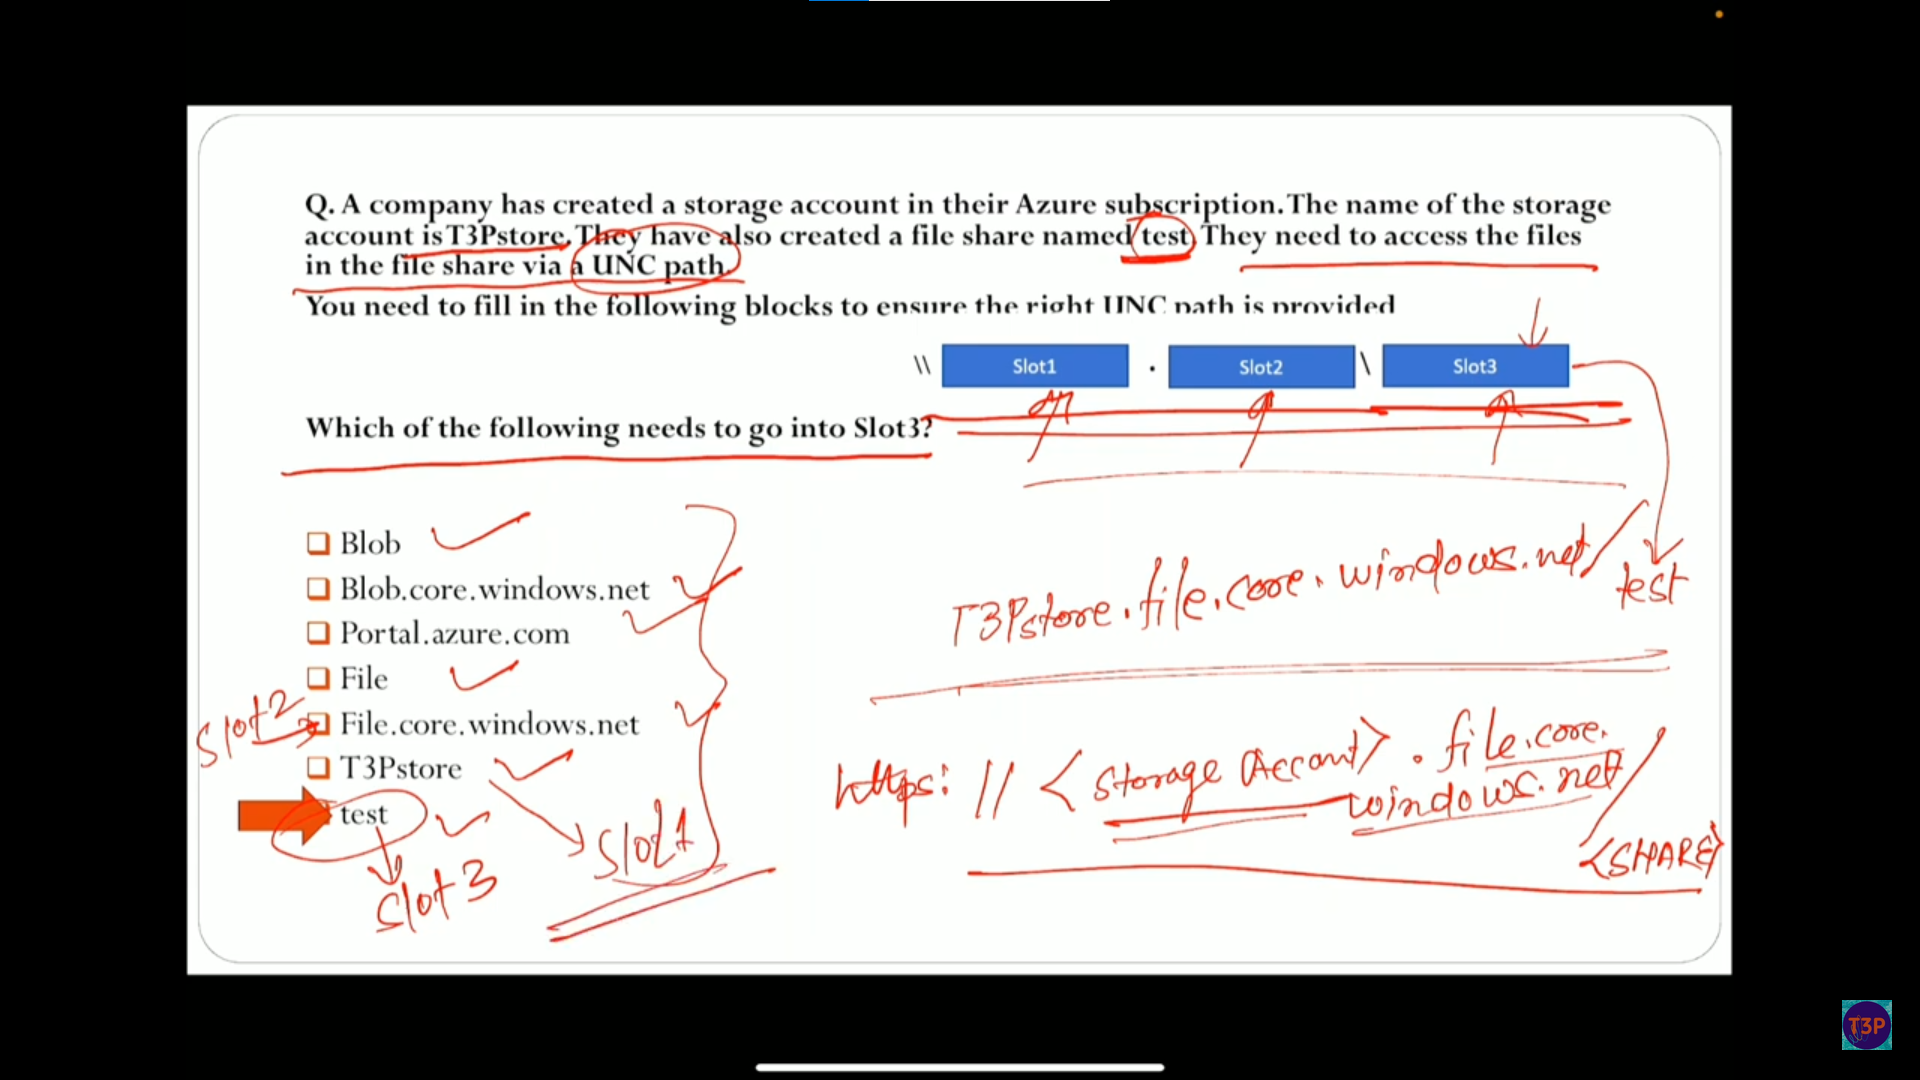 Q. A company has created a storage account in their Azure subscription. The name of the storage
account is T3Pstore. They have also created a file share named test. They need to access the files
in the file share via a UNC path.
You need to fill in the following blocks to ensure the right UNC path is provided
\\ Slot1 . Slot2 \ Slot3
Which of the following needs to go into Slot3?
Blob
Blob.core.windows.net
Portal.azure.com
File
File.core.windows.net
T3Pstore
test
Slot2
Slot1
Slot3
T3Pstore.file.core.windows.net/
test
https: // <Storage Account> . file.core.
windows.net/
<SHARE>
T3P